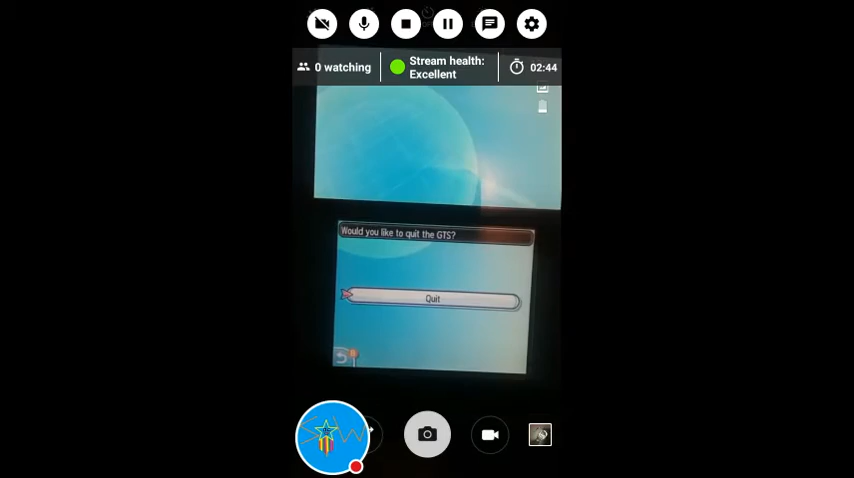 0 watching
Stream health:
Excellent
02:44
Would you like to quit the GTS?
Quit